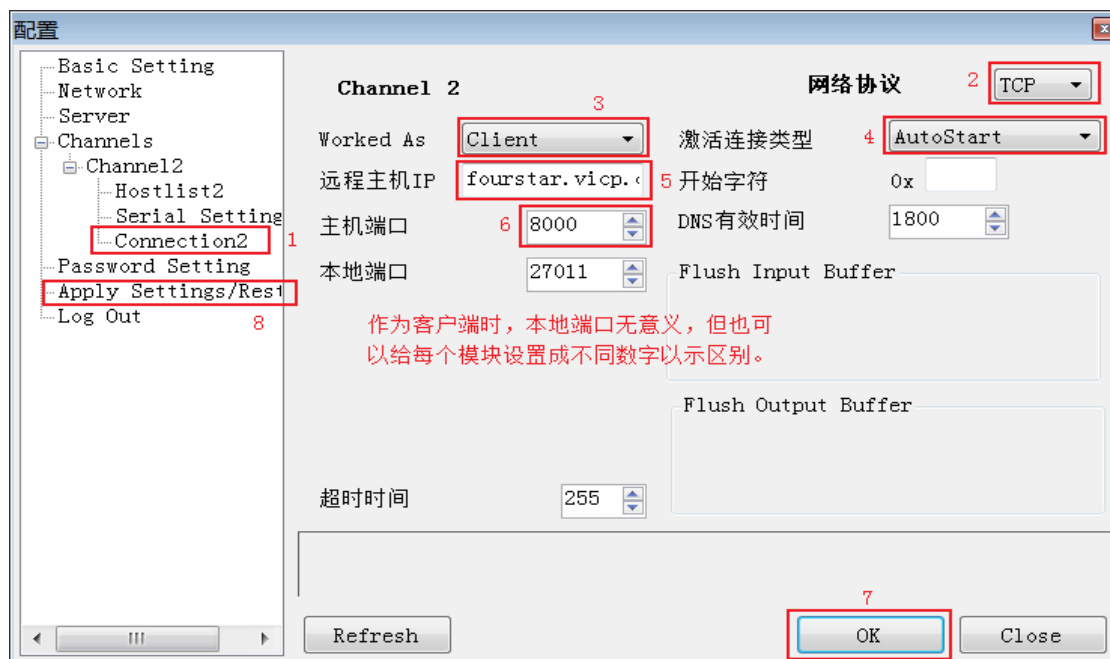 配置
Basic Setting
Network
Server
Channels
Channel2
Hostlist2
Serial Setting
Connection2
1
Password Setting
Apply Settings/Rest
Log Out
8
Channel 2
网络协议
2
TCP
3
Worked As
Client
激活连接类型
4
AutoStart
远程主机IP
fourstar.vicp.c
5
开始字符
0x
主机端口
6
8000
DNS有效时间
1800
本地端口
27011
Flush Input Buffer
作为客户端时，本地端口无意义，但也可
以给每个模块设置成不同数字以示区别。
Flush Output Buffer
超时时间
255
7
Refresh
OK
Close